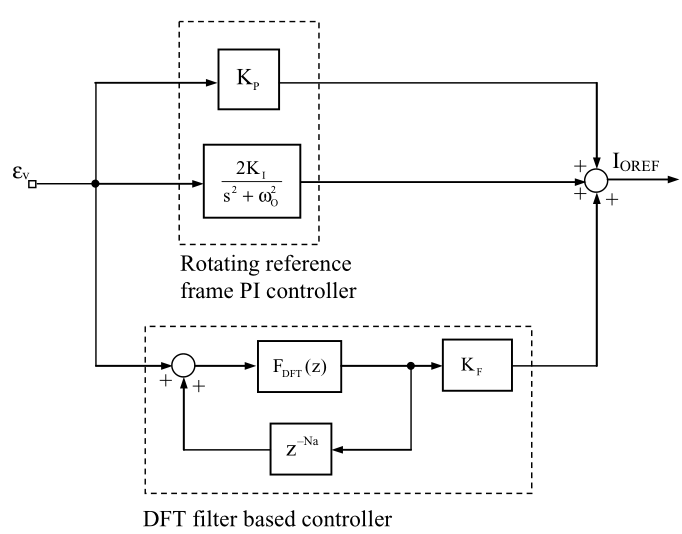 K_P
ε_v
2K_I
s² + ω_O²
+
+
+
I_OREF
Rotating reference
frame PI controller
+
+
F_DFT(z)
K_F
z^–Na
DFT filter based controller